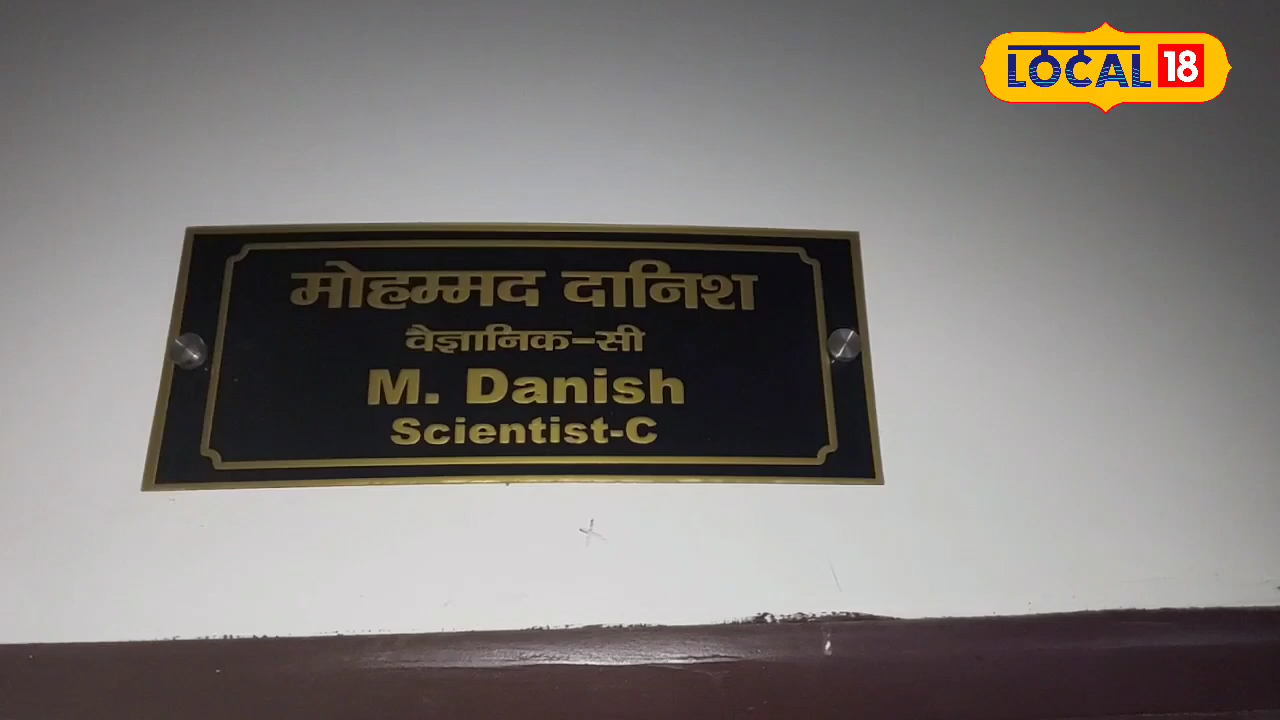 LOCAL 18
मोहम्मद दानिश
वैज्ञानिक-सी
M. Danish
Scientist-C